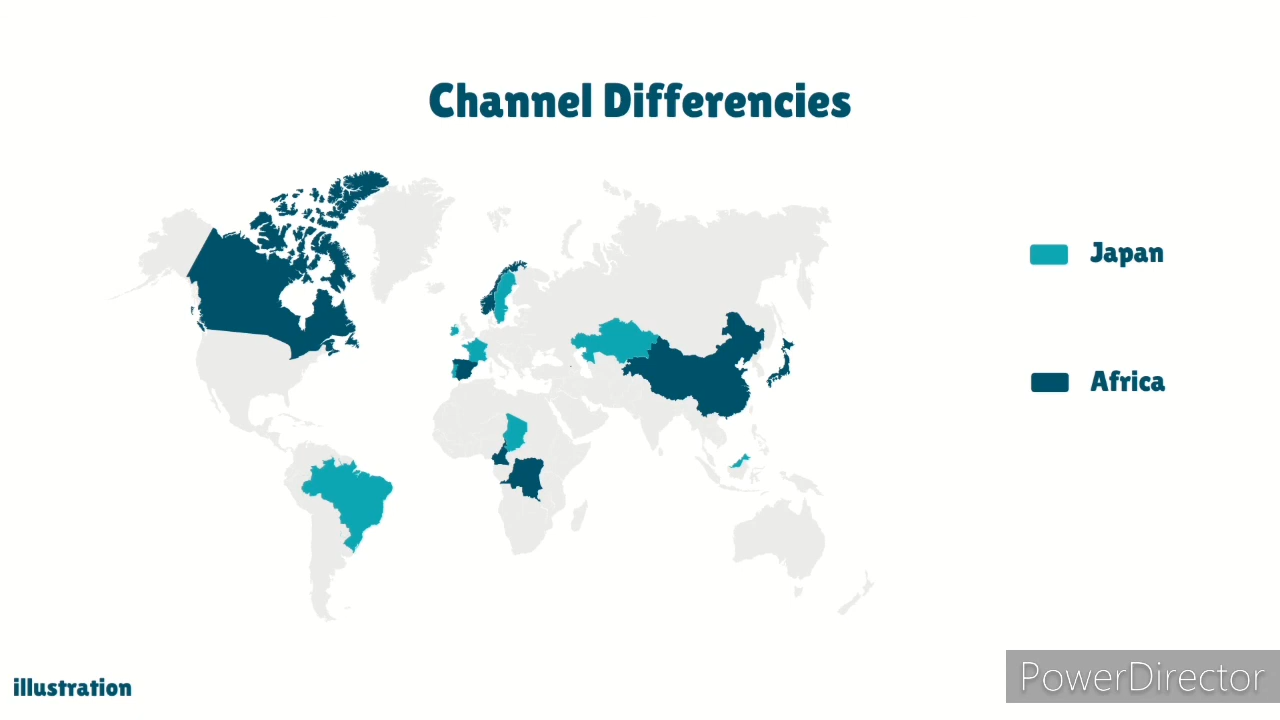 Channel Differencies
Japan
Africa
illustration
PowerDirector